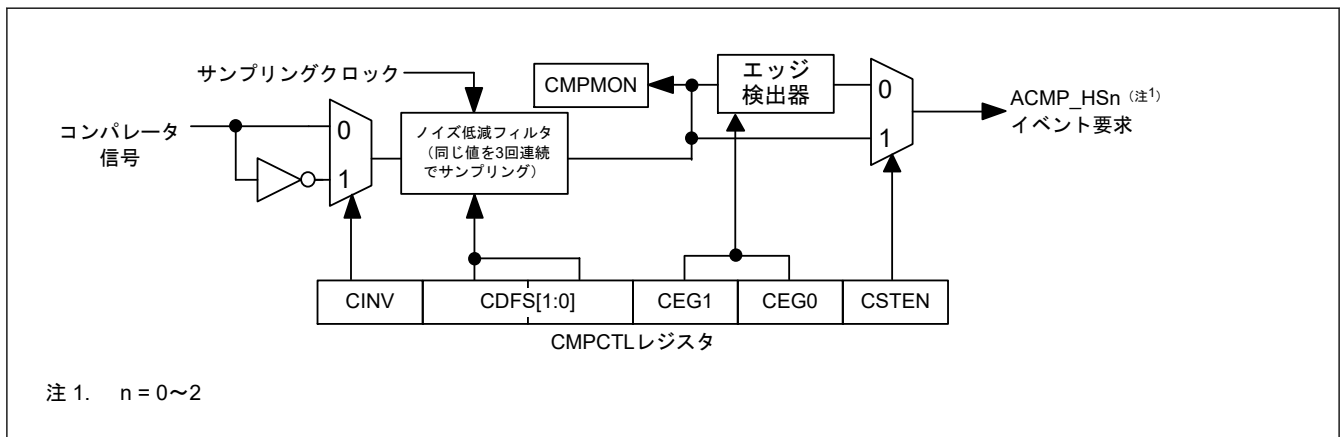 サンプリングクロック
コンパレータ
信号
0
1
ノイズ低減フィルタ
（同じ値を3回連続
でサンプリング）
CMPMON
エッジ
検出器
0
1
ACMP_HSn（注1）
イベント要求
CINV
CDFS[1:0]
CEG1
CEG0
CSTEN
CMPCTLレジスタ
注 1. n = 0～2